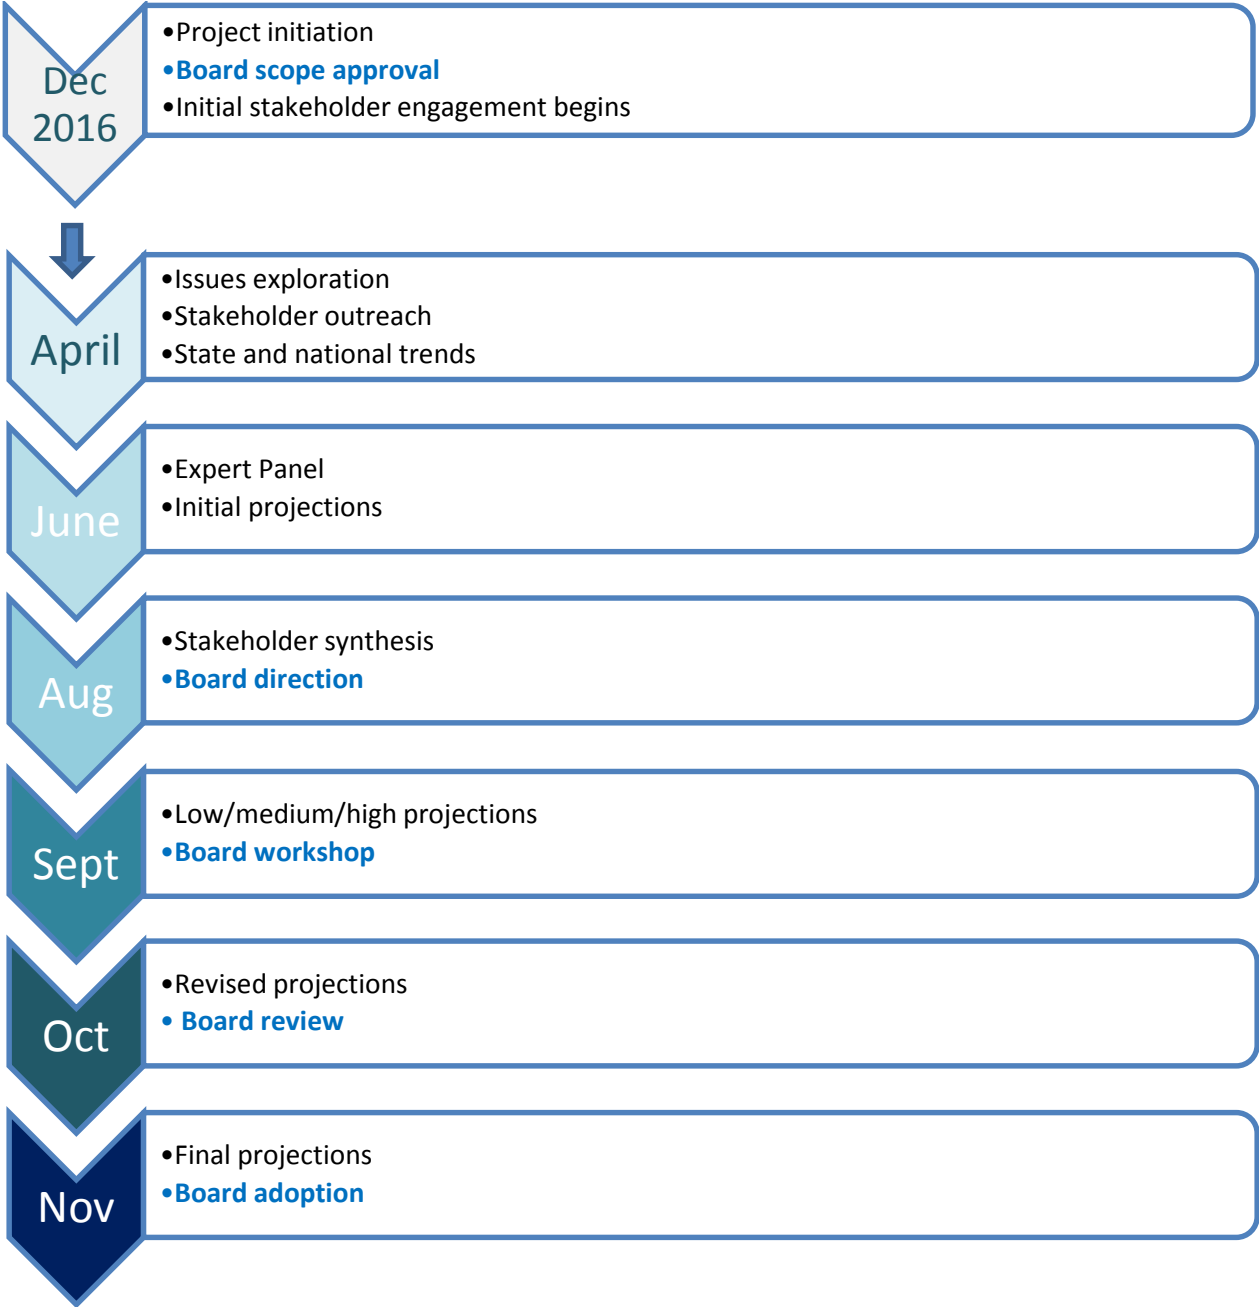 Dec
2016
•Project initiation
•Board scope approval
•Initial stakeholder engagement begins
April
•Issues exploration
•Stakeholder outreach
•State and national trends
June
•Expert Panel
•Initial projections
Aug
•Stakeholder synthesis
•Board direction
Sept
•Low/medium/high projections
•Board workshop
Oct
•Revised projections
• Board review
Nov
•Final projections
•Board adoption